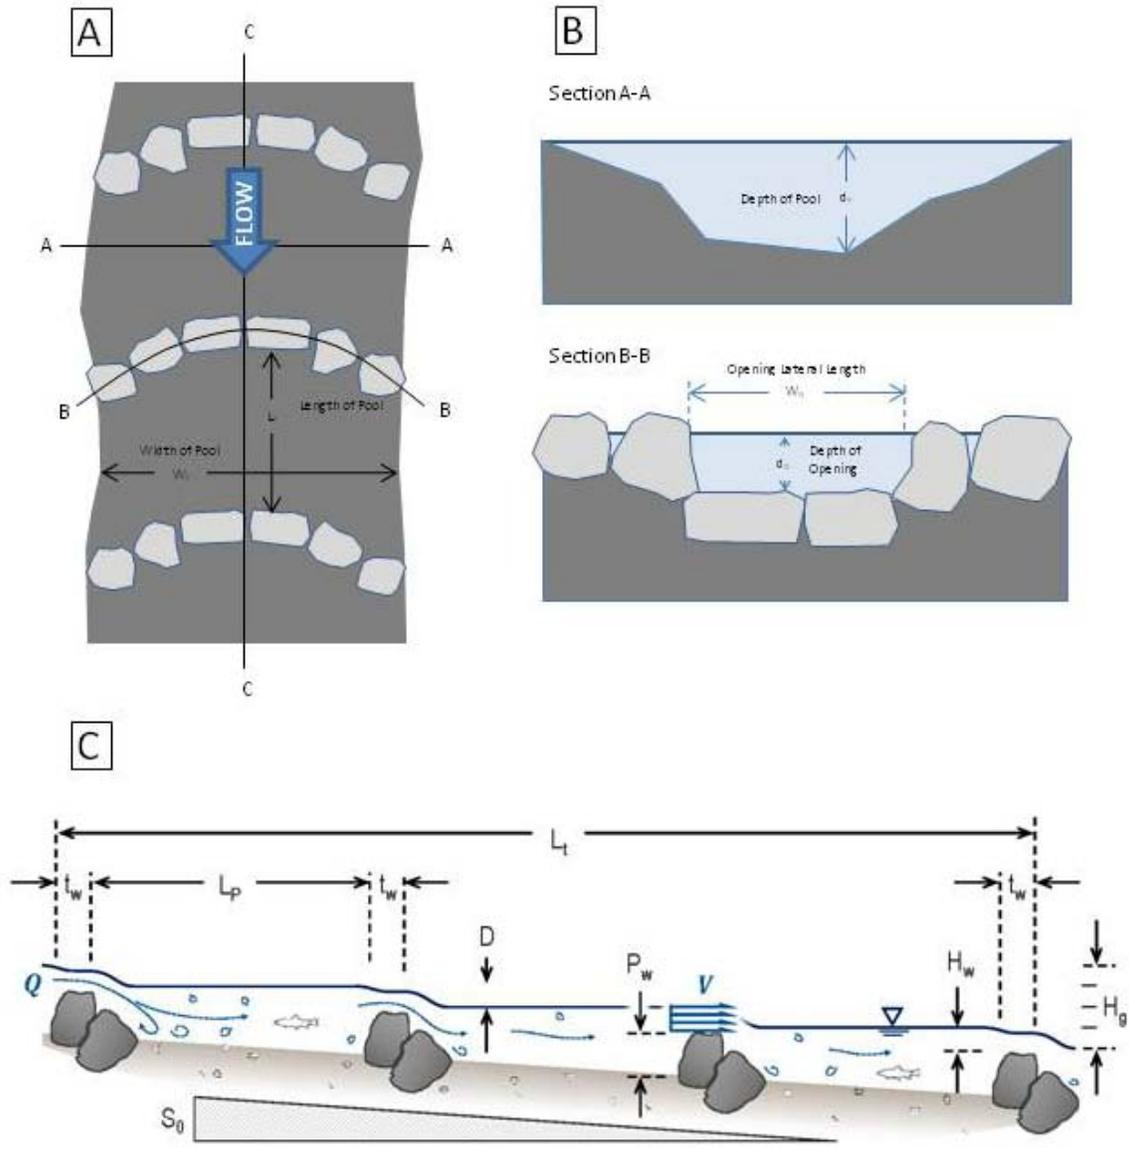 A
C
FLOW
A
A
B
B
Length of Pool
L
Width of Pool
C
B
Section A-A
Depth of Pool
Section B-B
Opening Lateral Length
Depth of
Opening
C
Lt
tw
LP
tw
tw
D
Pw
V
Hw
Q
Hg
S0